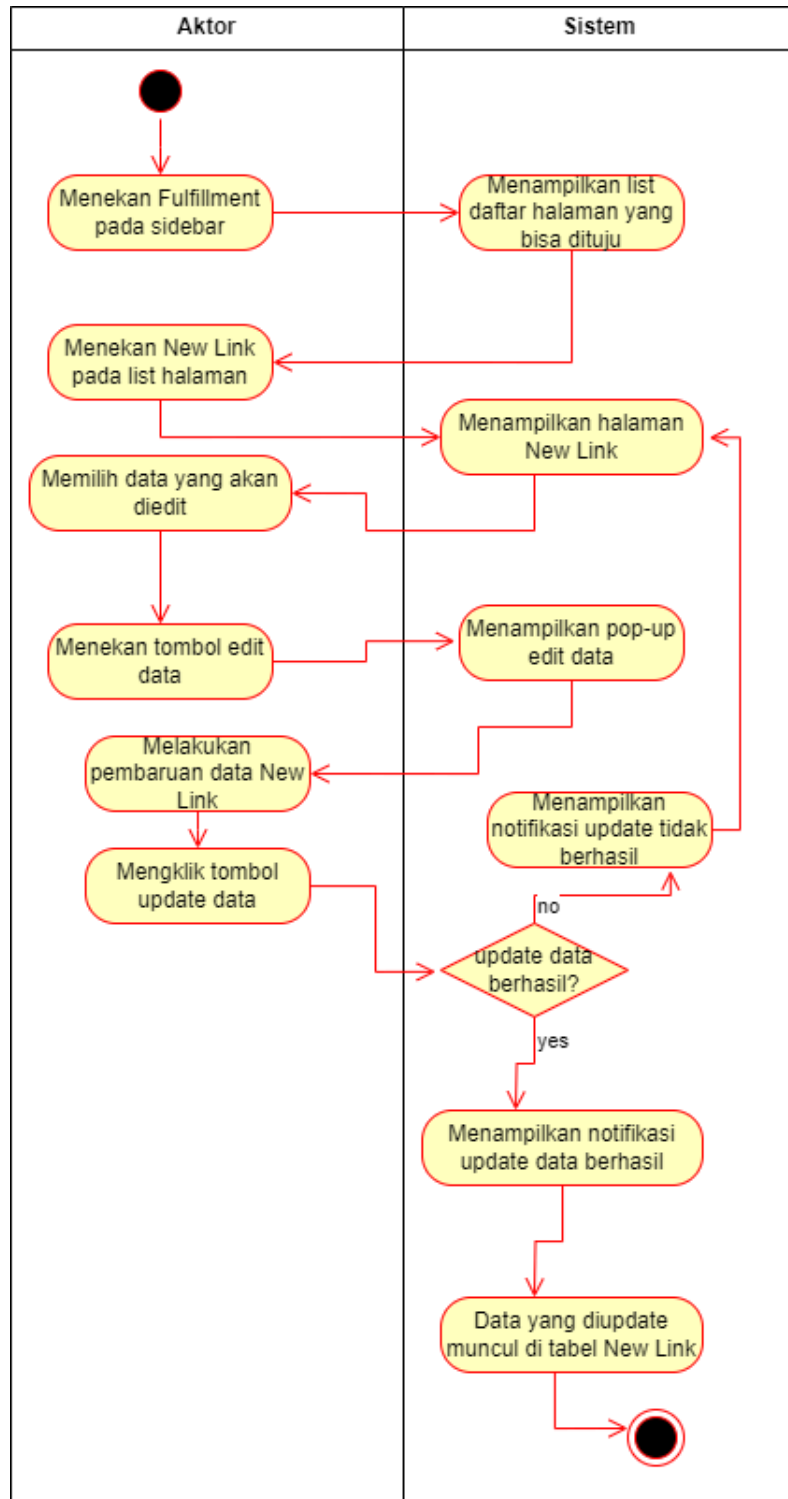 Aktor
Sistem
Menekan Fulfillment
pada sidebar
Menampilkan list
daftar halaman yang
bisa dituju
Menekan New Link
pada list halaman
Menampilkan halaman
New Link
Memilih data yang akan
diedit
Menekan tombol edit
data
Menampilkan pop-up
edit data
Melakukan
pembaruan data New
Link
Menampilkan
notifikasi update tidak
berhasil
Mengklik tombol
update data
no
update data
berhasil?
yes
Menampilkan notifikasi
update data berhasil
Data yang diupdate
muncul di tabel New Link